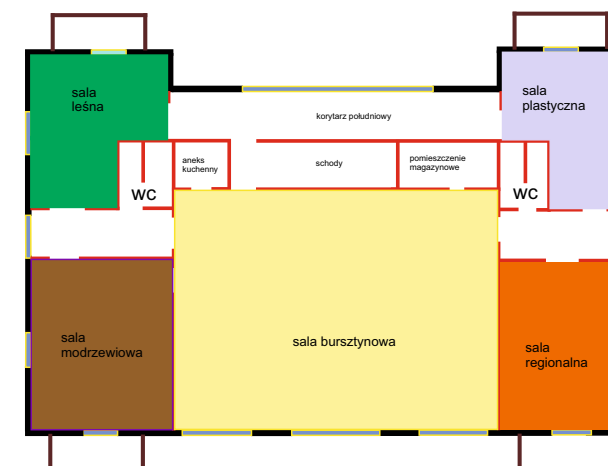 sala
leśna
sala
plastyczna
korytarz południowy
aneks
kuchenny
schody
pomieszczenie
magazynowe
WC
WC
sala
modrzewiowa
sala bursztynowa
sala
regionalna